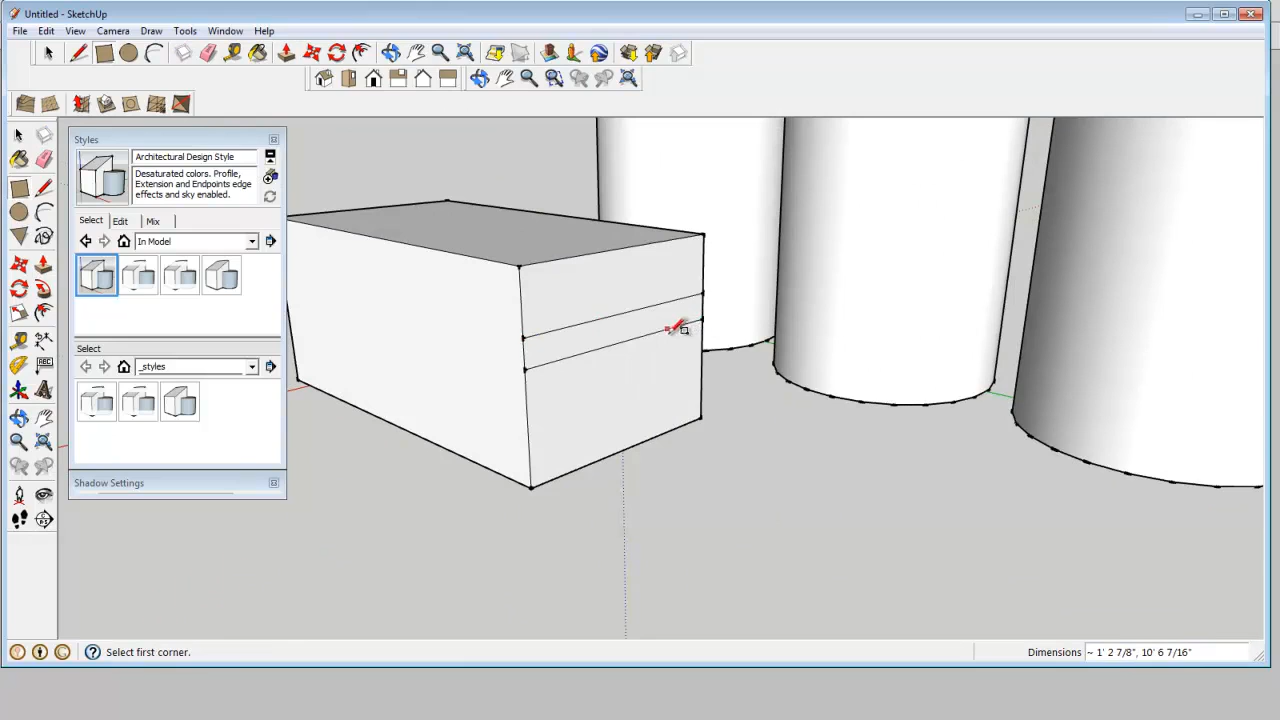 Untitled - SketchUp
File Edit View Camera Draw Tools Window Help
Styles
Architectural Design Style
Desaturated colors. Profile,
Extension and Endpoints edge
effects and sky enabled.
Select Edit Mix
In Model
Select
_styles
ABC
Shadow Settings
Select first corner.
Dimensions ~ 1' 2 7/8", 10' 6 7/16"